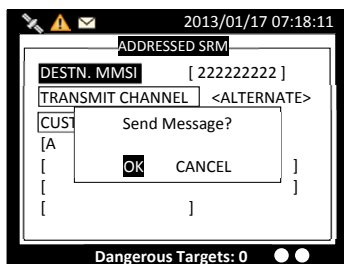 2013/01/17 07:18:11
ADDRESSED SRM
DESTN. MMSI [ 222222222 ]
TRANSMIT CHANNEL <ALTERNATE>
CUST
Send Message?
[A
[ OK CANCEL ]
[ ]
[ ]
Dangerous Targets: 0